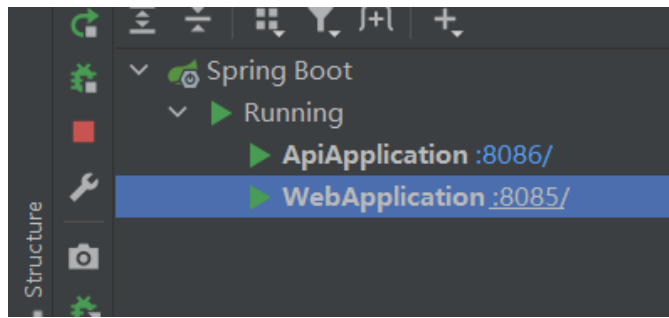 Spring Boot
Running
ApiApplication :8086/
WebApplication :8085/
Structure